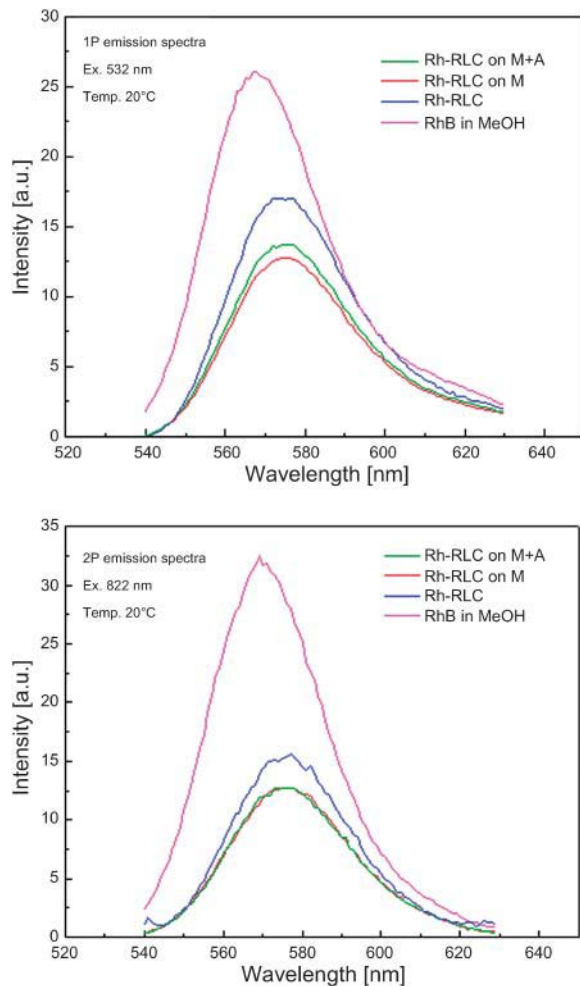 30
25
20
15
10
5
0
Intensity [a.u.]
1P emission spectra
Ex. 532 nm
Temp. 20°C
Rh-RLC on M+A
Rh-RLC on M
Rh-RLC
RhB in MeOH
520 540 560 580 600 620 640
Wavelength [nm]
35
30
25
20
15
10
5
0
Intensity [a.u.]
2P emission spectra
Ex. 822 nm
Temp. 20°C
Rh-RLC on M+A
Rh-RLC on M
Rh-RLC
RhB in MeOH
520 540 560 580 600 620 640
Wavelength [nm]